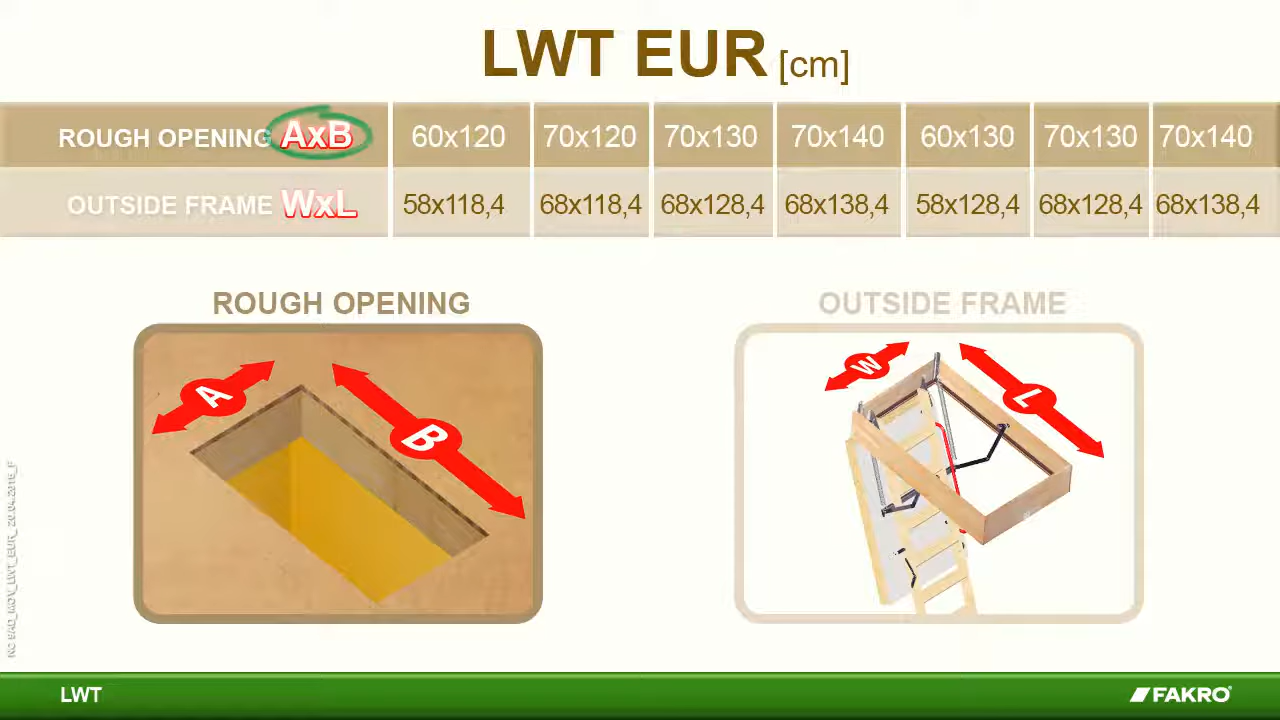 LWT EUR [cm]
ROUGH OPENING AxB 60x120 70x120 70x130 70x140 60x130 70x130 70x140
OUTSIDE FRAME WxL 58x118,4 68x118,4 68x128,4 68x138,4 58x128,4 68x128,4 68x138,4
ROUGH OPENING
OUTSIDE FRAME
A
B
W
L
LWT
FAKRO